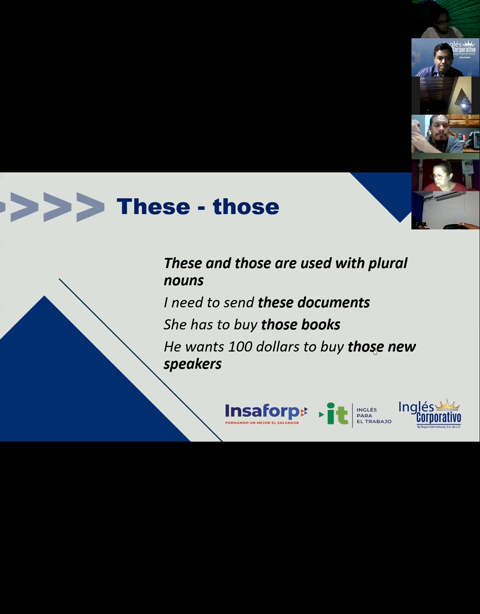 Inglés
Corporativo
>>>> These - those
These and those are used with plural
nouns
I need to send these documents
She has to buy those books
He wants 100 dollars to buy those new
speakers
Insaforp
FORMANDO UN MEJOR EL SALVADOR
it
INGLÉS
PARA
EL TRABAJO
Inglés
Corporativo